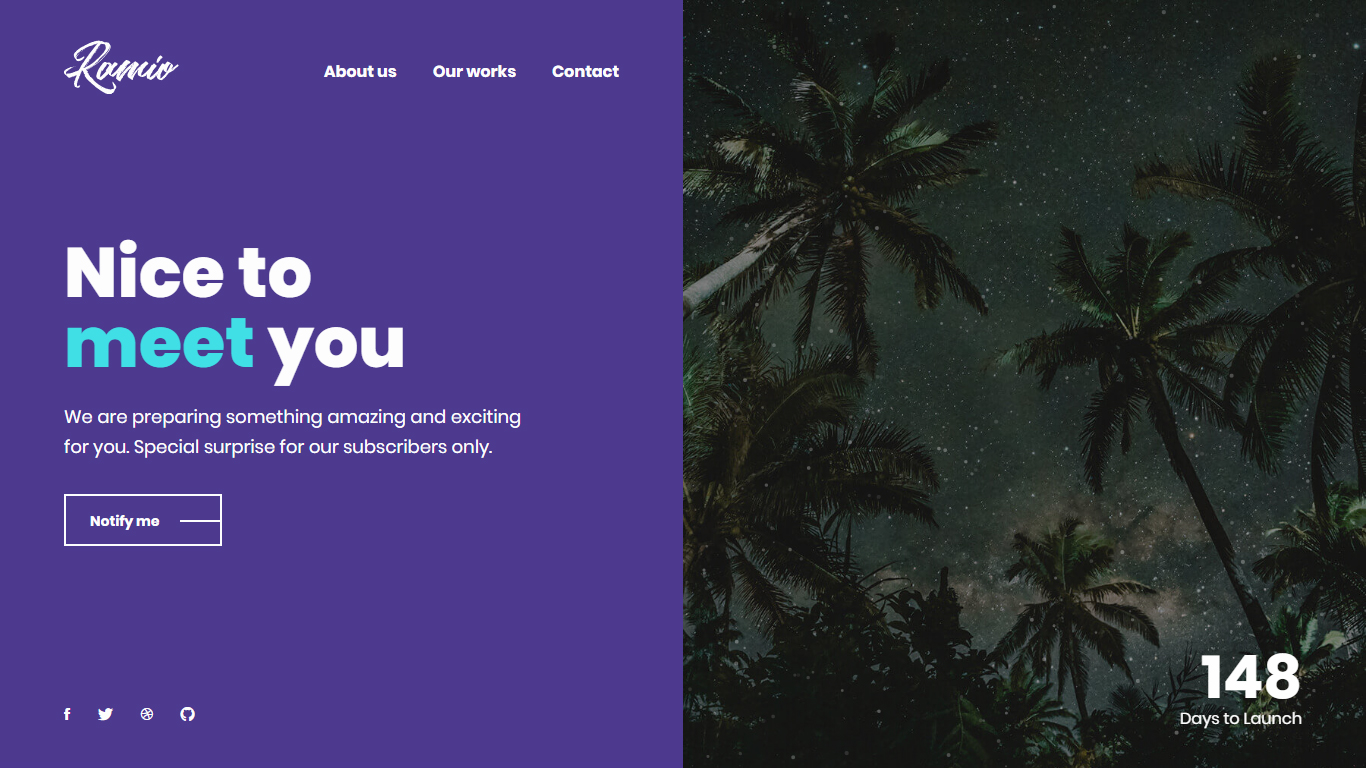 Ramio
About us
Our works
Contact
Nice to
meet you
We are preparing something amazing and exciting
for you. Special surprise for our subscribers only.
Notify me
148
Days to Launch